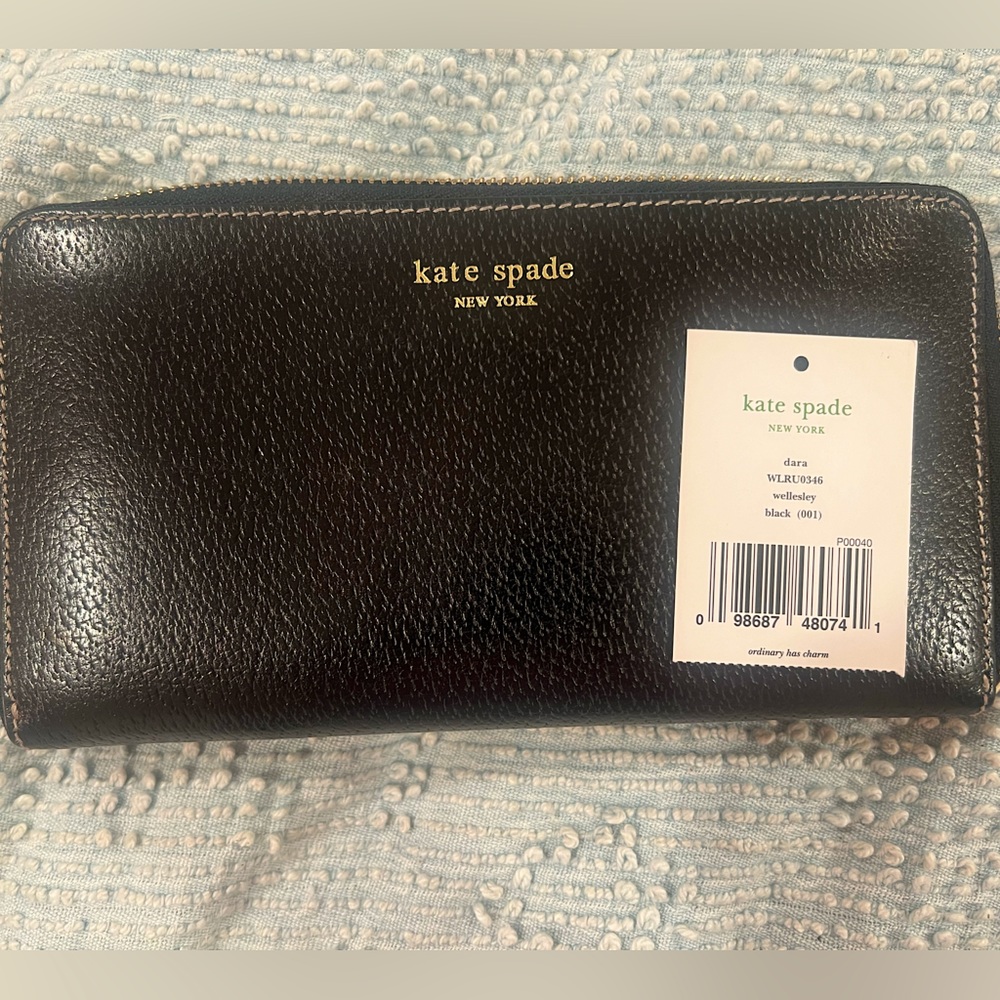 kate spade
NEW YORK
kate spade
NEW YORK
dara
WLRU0346
wellesley
black (001)
P00040
0 98687 48074 1
ordinary has charm